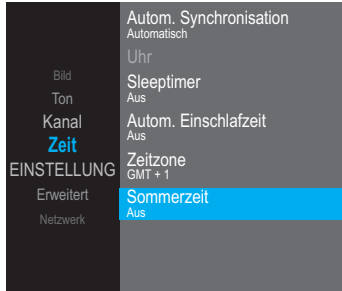 Bild
Ton
Kanal
Zeit
EINSTELLUNG
Erweitert
Netzwerk
Autom. Synchronisation
Automatisch
Uhr
Sleeptimer
Aus
Autom. Einschlafzeit
Aus
Zeitzone
GMT + 1
Sommerzeit
Aus